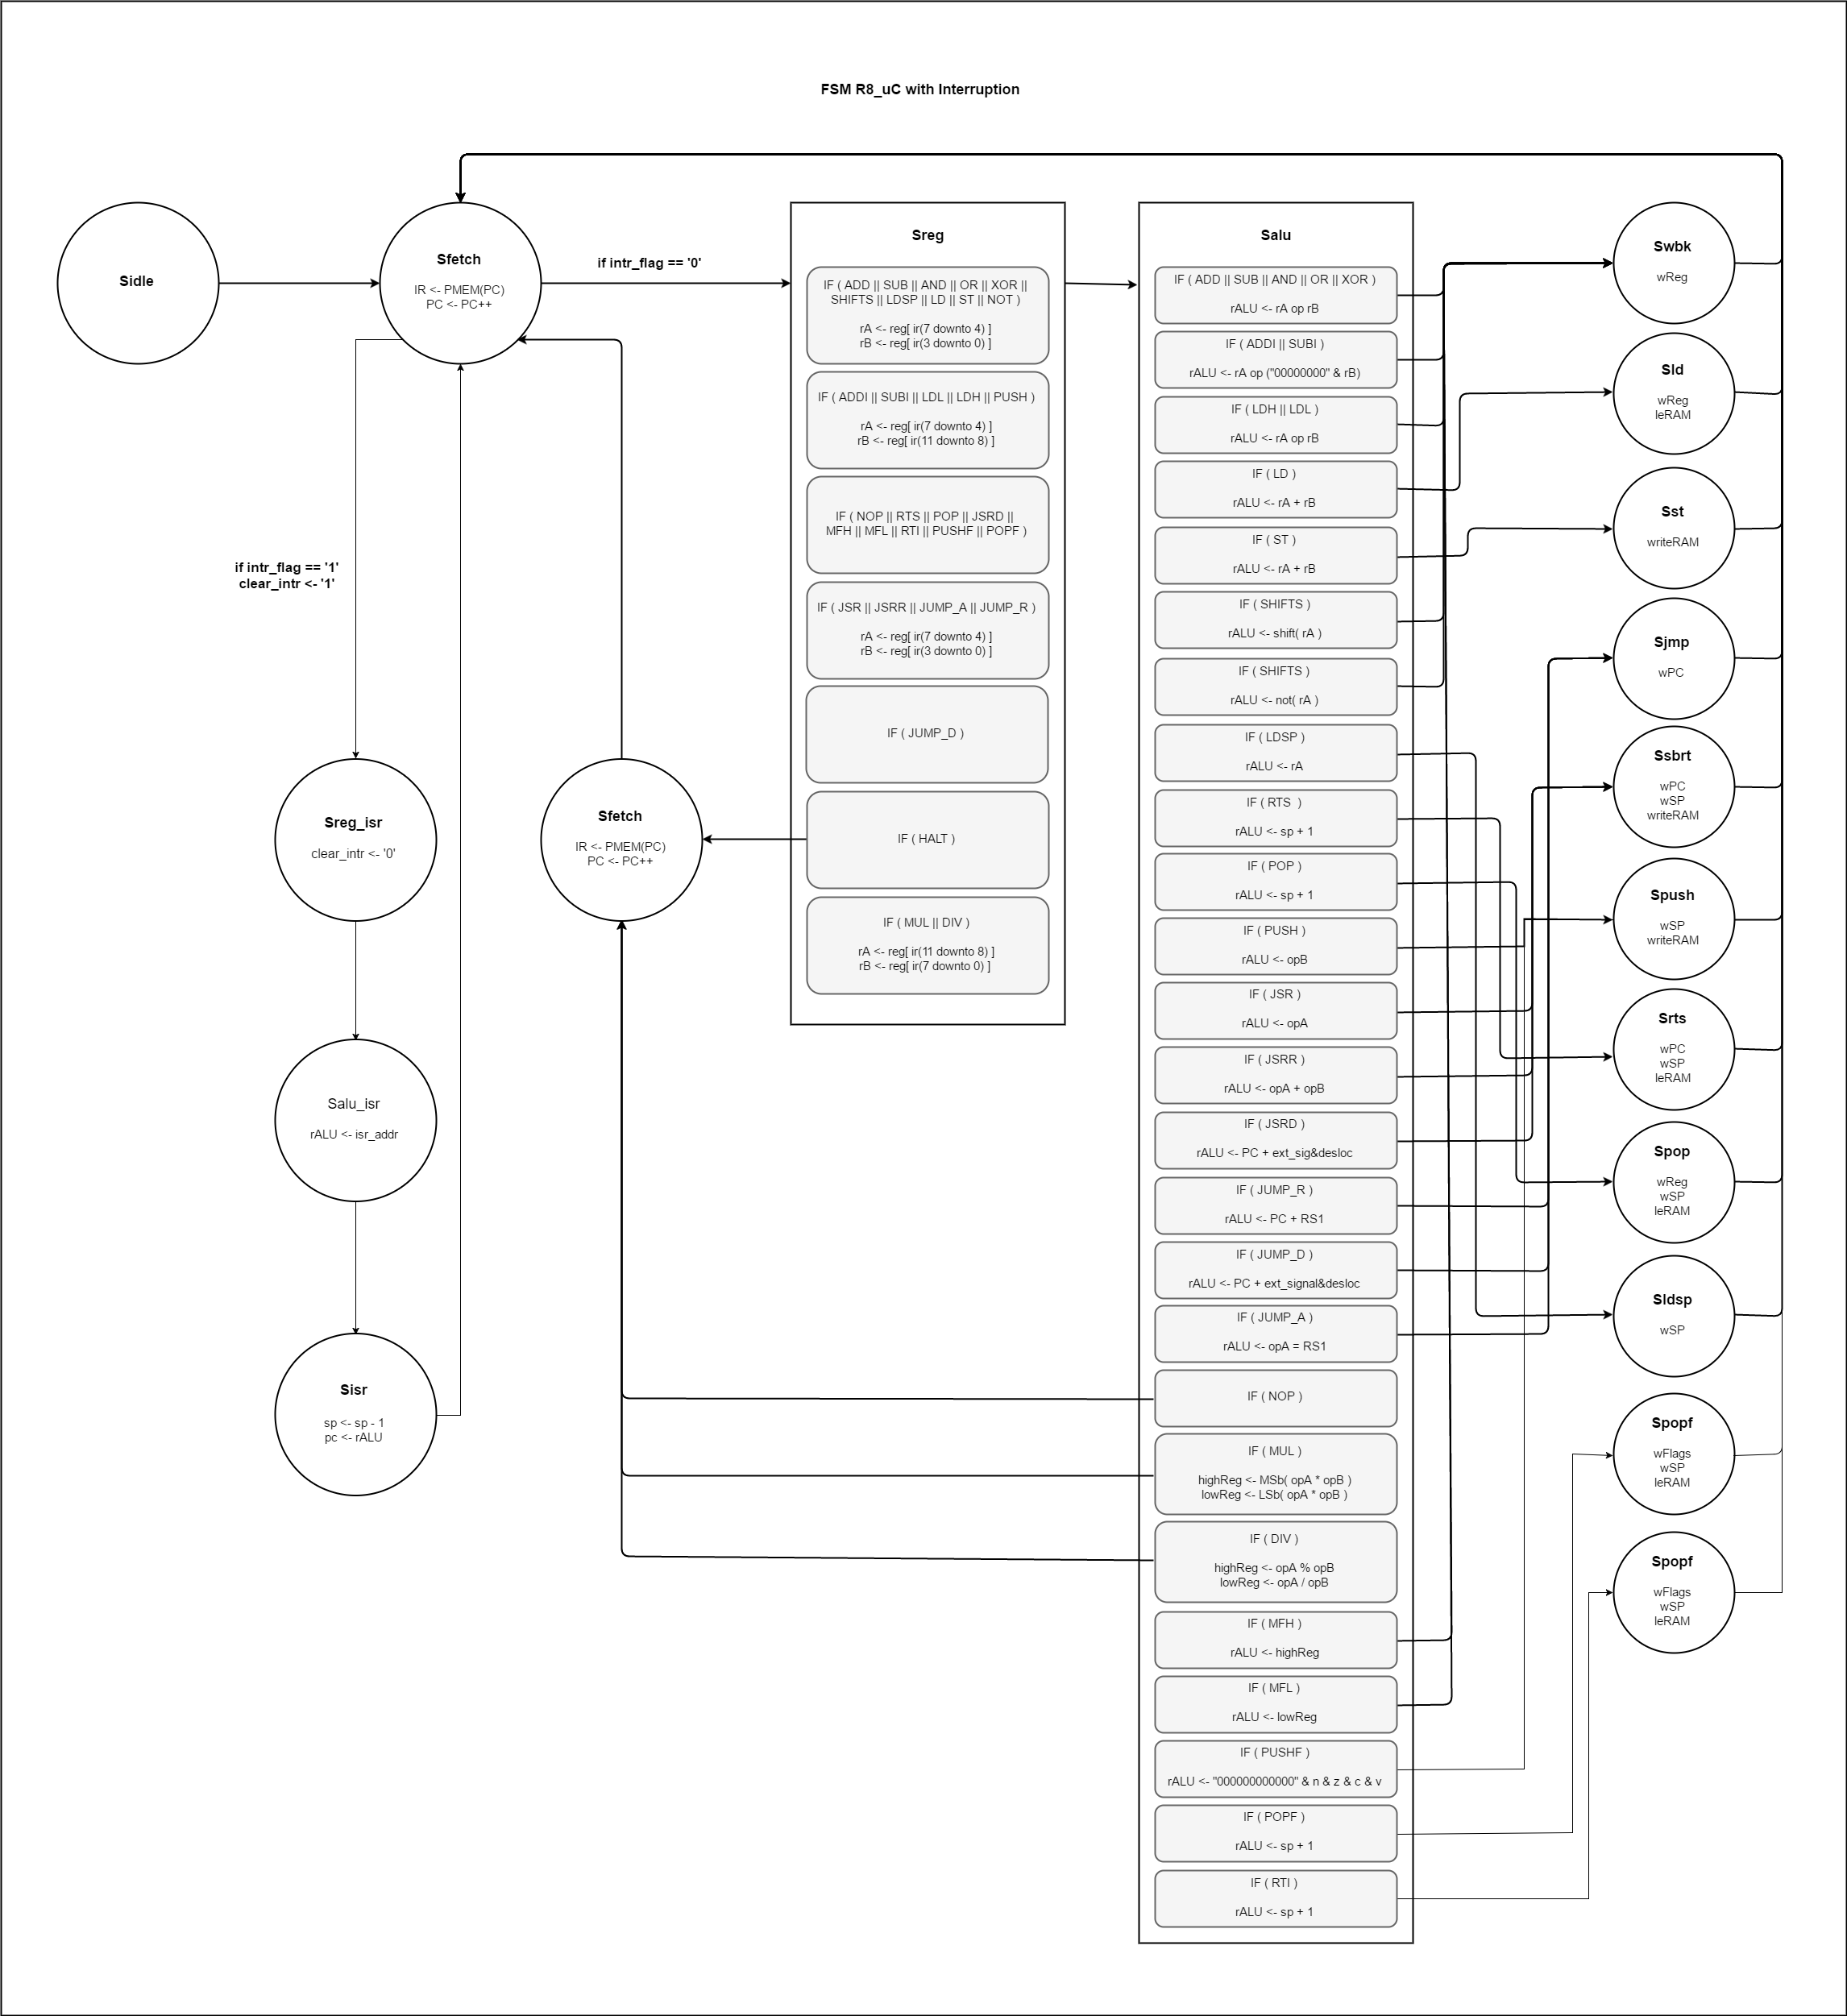 FSM R8_uC with Interruption
Sidle
Sfetch
IR <- PMEM(PC)
PC <- PC++
if intr_flag == '0'
if intr_flag == '1'
clear_intr <- '1'
Sreg_isr
clear_intr <- '0'
Salu_isr
rALU <- isr_addr
Sisr
sp <- sp - 1
pc <- rALU
Sfetch
IR <- PMEM(PC)
PC <- PC++
Sreg
IF ( ADD || SUB || AND || OR || XOR ||
SHIFTS || LDSP || LD || ST || NOT )
rA <- reg[ ir(7 downto 4) ]
rB <- reg[ ir(3 downto 0) ]
IF ( ADDI || SUBI || LDL || LDH || PUSH )
rA <- reg[ ir(7 downto 4) ]
rB <- reg[ ir(11 downto 8) ]
IF ( NOP || RTS || POP || JSRD ||
MFH || MFL || RTI || PUSHF || POPF )
IF ( JSR || JSRR || JUMP_A || JUMP_R )
rA <- reg[ ir(7 downto 4) ]
rB <- reg[ ir(3 downto 0) ]
IF ( JUMP_D )
IF ( HALT )
IF ( MUL || DIV )
rA <- reg[ ir(11 downto 8) ]
rB <- reg[ ir(7 downto 0) ]
Salu
IF ( ADD || SUB || AND || OR || XOR )
rALU <- rA op rB
IF ( ADDI || SUBI )
rALU <- rA op ("00000000" & rB)
IF ( LDH || LDL )
rALU <- rA op rB
IF ( LD )
rALU <- rA + rB
IF ( ST )
rALU <- rA + rB
IF ( SHIFTS )
rALU <- shift( rA )
IF ( SHIFTS )
rALU <- not( rA )
IF ( LDSP )
rALU <- rA
IF ( RTS )
rALU <- sp + 1
IF ( POP )
rALU <- sp + 1
IF ( PUSH )
rALU <- opB
IF ( JSR )
rALU <- opA
IF ( JSRR )
rALU <- opA + opB
IF ( JSRD )
rALU <- PC + ext_sig&desloc
IF ( JUMP_R )
rALU <- PC + RS1
IF ( JUMP_D )
rALU <- PC + ext_signal&desloc
IF ( JUMP_A )
rALU <- opA = RS1
IF ( NOP )
IF ( MUL )
highReg <- MSb( opA * opB )
lowReg <- LSb( opA * opB )
IF ( DIV )
highReg <- opA % opB
lowReg <- opA / opB
IF ( MFH )
rALU <- highReg
IF ( MFL )
rALU <- lowReg
IF ( PUSHF )
rALU <- "000000000000" & n & z & c & v
IF ( POPF )
rALU <- sp + 1
IF ( RTI )
rALU <- sp + 1
Swbk
wReg
Sld
wReg
leRAM
Sst
writeRAM
Sjmp
wPC
Ssbrt
wPC
wSP
writeRAM
Spush
wSP
writeRAM
Srts
wPC
wSP
leRAM
Spop
wReg
wSP
leRAM
Sldsp
wSP
Spopf
wFlags
wSP
leRAM
Spopf
wFlags
wSP
leRAM